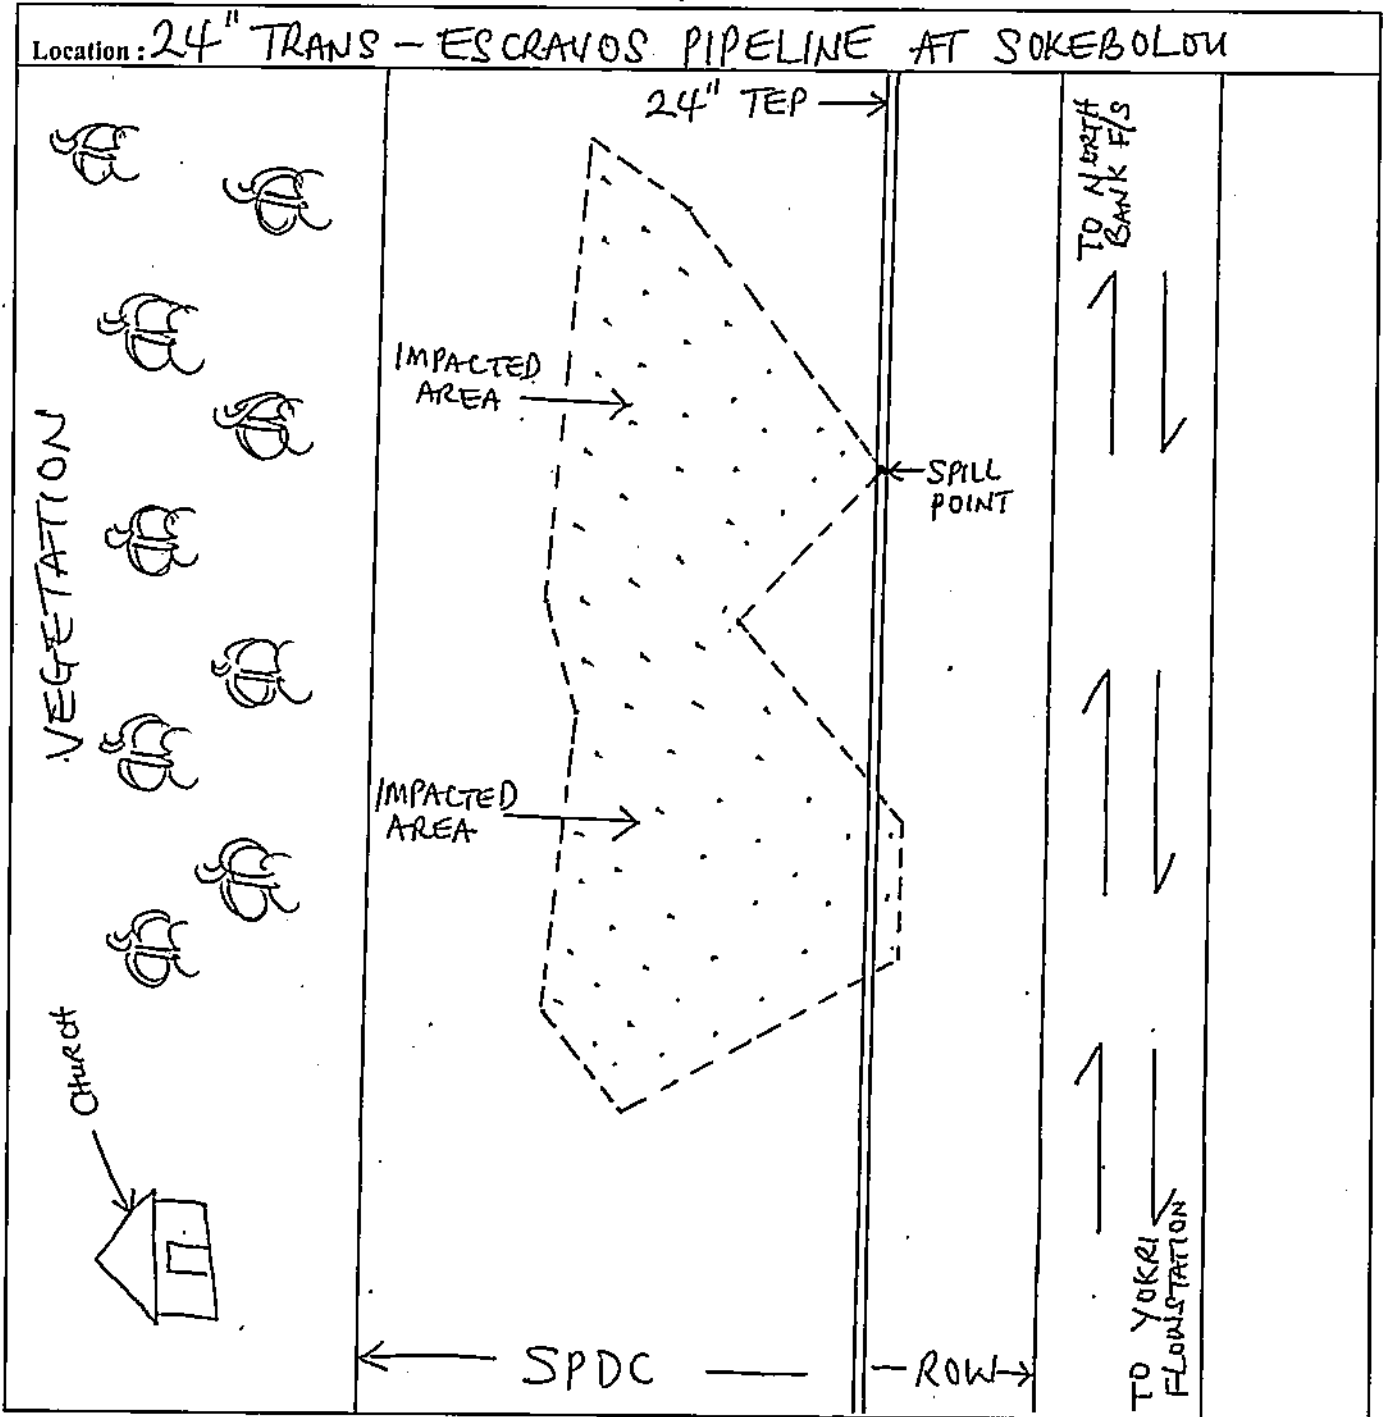 Location : 24" TRANS - ESCRAVOS PIPELINE AT SOKEBOLOU
24" TEP
TO NORTH
BANK F/S
IMPACTED
AREA
SPILL
POINT
VEGETATION
IMPACTED
AREA
CHURCH
TO YOKRI
FLOWSTATION
SPDC
ROW